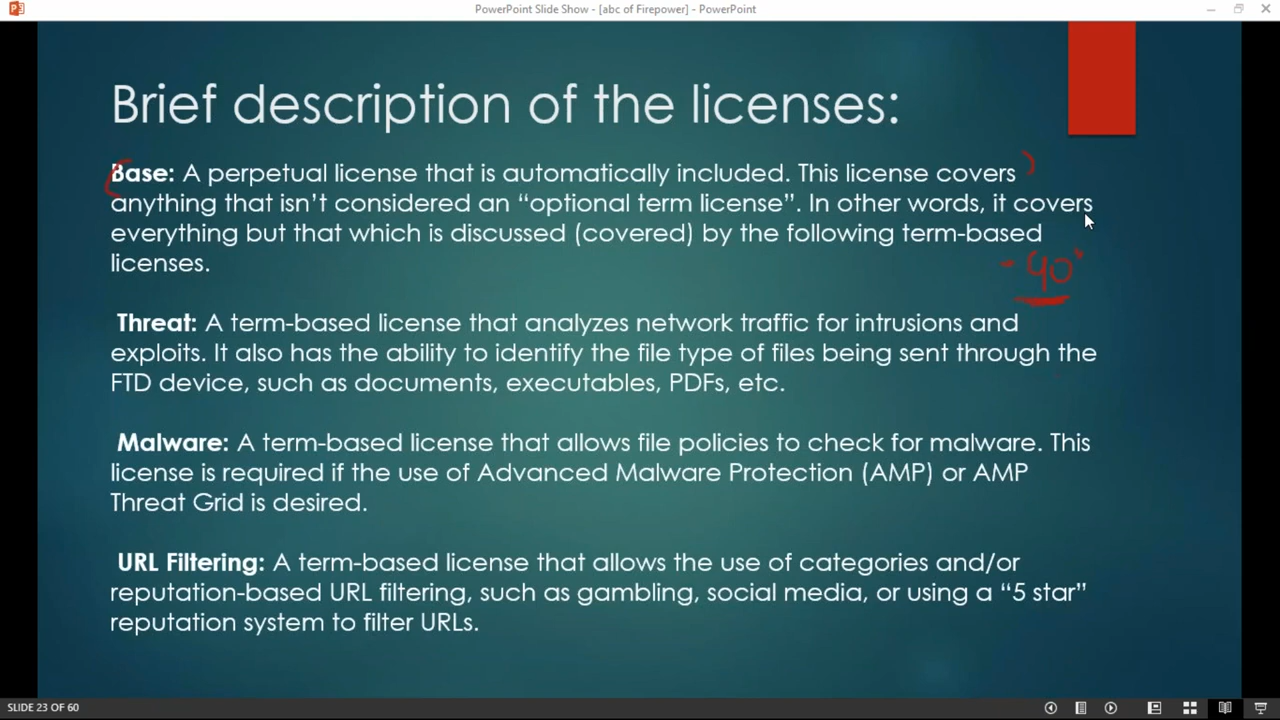 PowerPoint Slide Show - [abc of Firepower] - PowerPoint
Brief description of the licenses:
Base: A perpetual license that is automatically included. This license covers
anything that isn’t considered an “optional term license”. In other words, it covers
everything but that which is discussed (covered) by the following term-based
licenses.
- 90
Threat: A term-based license that analyzes network traffic for intrusions and
exploits. It also has the ability to identify the file type of files being sent through the
FTD device, such as documents, executables, PDFs, etc.
Malware: A term-based license that allows file policies to check for malware. This
license is required if the use of Advanced Malware Protection (AMP) or AMP
Threat Grid is desired.
URL Filtering: A term-based license that allows the use of categories and/or
reputation-based URL filtering, such as gambling, social media, or using a “5 star”
reputation system to filter URLs.
SLIDE 23 OF 60